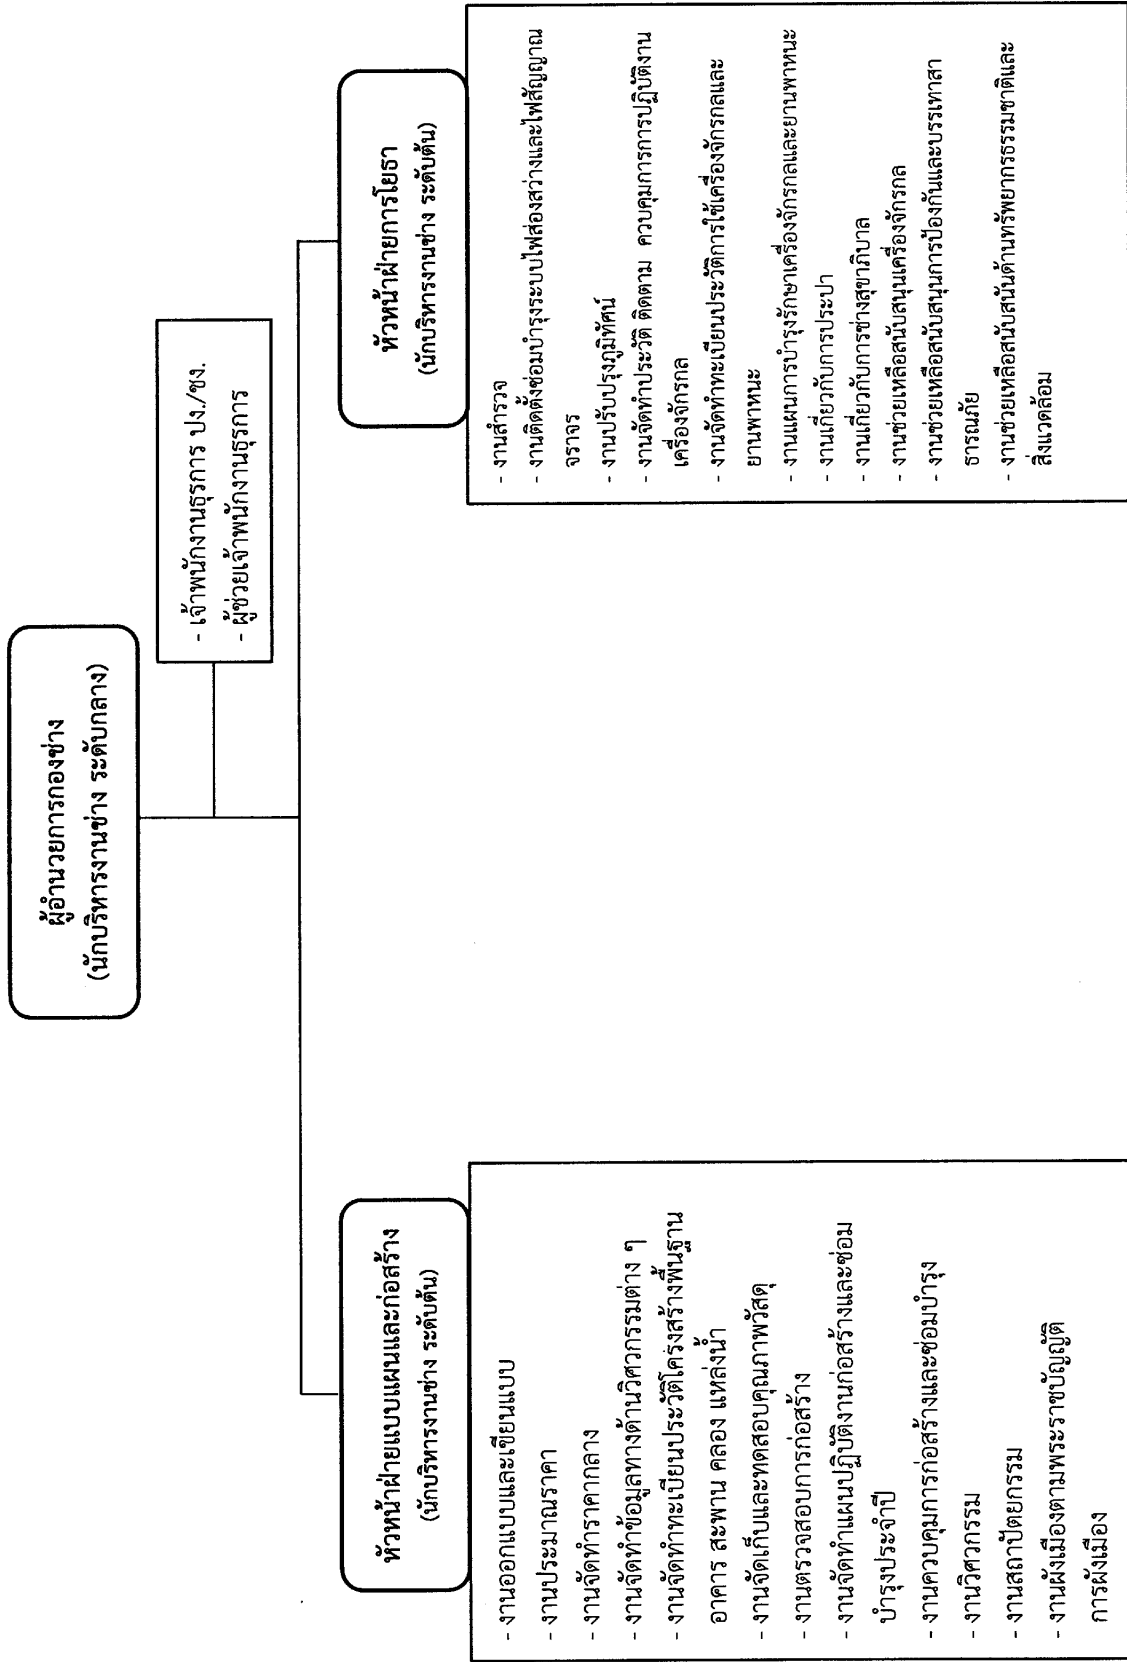 ผู้อำนวยการกองช่าง
(นักบริหารงานช่าง ระดับกลาง)
- เจ้าพนักงานธุรการ ปง./ชง.
- ผู้ช่วยเจ้าพนักงานธุรการ
หัวหน้าฝ่ายแบบแผนและก่อสร้าง
(นักบริหารงานช่าง ระดับต้น)
- งานออกแบบและเขียนแบบ
- งานประมาณราคา
- งานจัดทำราคากลาง
- งานจัดทำข้อมูลทางด้านวิศวกรรมต่าง ๆ
- งานจัดทำทะเบียนประวัติโครงสร้างพื้นฐาน
อาคาร สะพาน คลอง แหล่งน้ำ
- งานจัดเก็บและทดสอบคุณภาพวัสดุ
- งานตรวจสอบการก่อสร้าง
- งานจัดทำแผนปฏิบัติงานก่อสร้างและซ่อม
บำรุงประจำปี
- งานควบคุมการก่อสร้างและซ่อมบำรุง
- งานวิศวกรรม
- งานสถาปัตยกรรม
- งานผังเมืองตามพระราชบัญญัติ
การผังเมือง
หัวหน้าฝ่ายการโยธา
(นักบริหารงานช่าง ระดับต้น)
- งานสำรวจ
- งานติดตั้งซ่อมบำรุงระบบไฟส่องสว่างและไฟสัญญาณ
จราจร
- งานปรับปรุงภูมิทัศน์
- งานจัดทำประวัติ ติดตาม ควบคุมการการปฏิบัติงาน
เครื่องจักรกล
- งานจัดทำทะเบียนประวัติการใช้เครื่องจักรกลและ
ยานพาหนะ
- งานแผนการบำรุงรักษาเครื่องจักรกลและยานพาหนะ
- งานเกี่ยวกับการประปา
- งานเกี่ยวกับการช่างสุขาภิบาล
- งานช่วยเหลือสนับสนุนเครื่องจักรกล
- งานช่วยเหลือสนับสนุนการป้องกันและบรรเทาสา
ธารณภัย
- งานช่วยเหลือสนับสนันด้านทรัพยากรธรรมชาติและ
สิ่งแวดล้อม